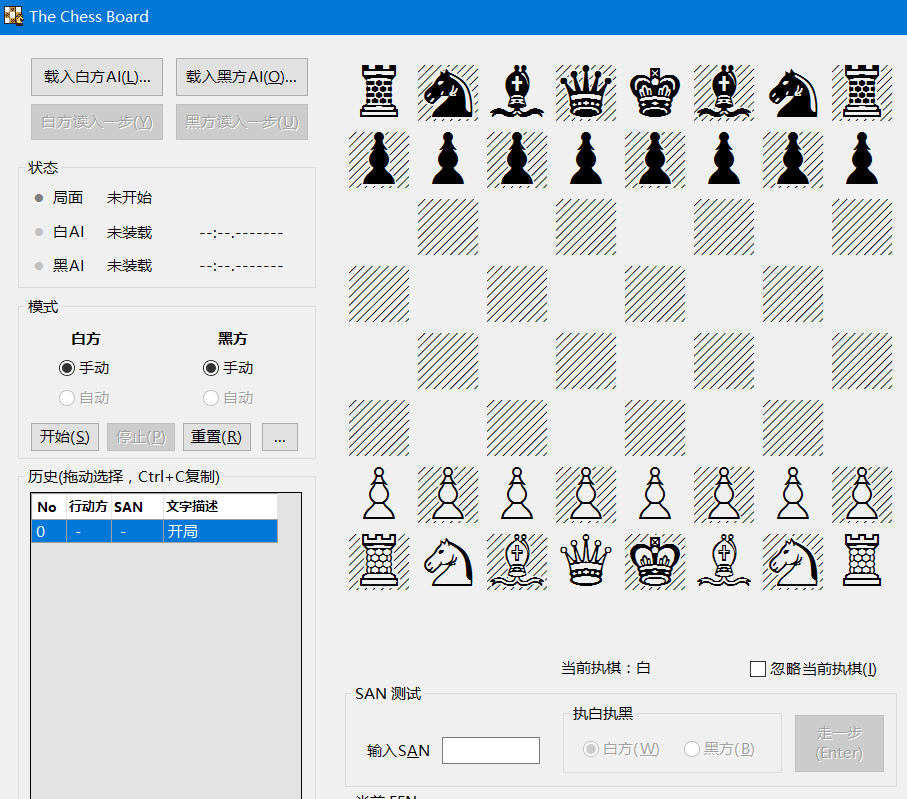 The Chess Board
载入白方AI(L)... 载入黑方AI(O)...
白方读入一步(Y) 黑方读入一步(U)
状态
局面 未开始
白AI 未装载 --:--.-------
黑AI 未装载 --:--.-------
模式
白方 黑方
手动 手动
自动 自动
开始(S) 停止(P) 重置(R) ...
历史(拖动选择，Ctrl+C复制)
No 行动方 SAN 文字描述
0 - - 开局
当前执棋：白 忽略当前执棋(I)
SAN 测试
执白执黑
输入SAN 白方(W) 黑方(B)
走一步
(Enter)
当前 FEN